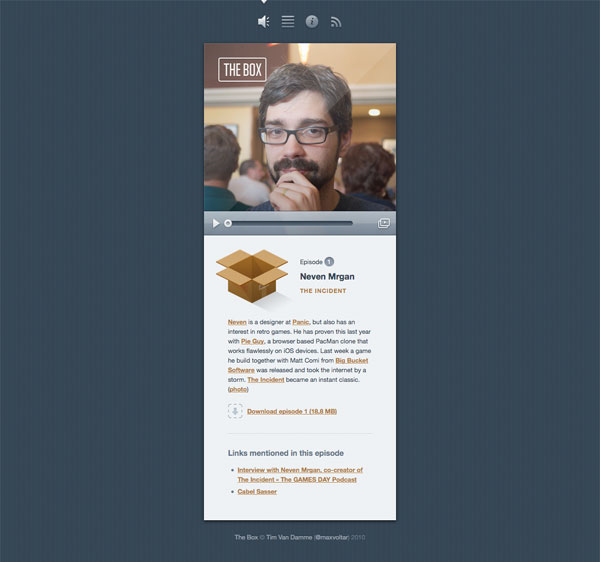 THE BOX
Episode 1
Neven Mrgan
THE INCIDENT
Neven is a designer at Panic, but also has an
interest in retro games. He has proven this last year
with Pie Guy, a browser based PacMan clone that
works flawlessly on iOS devices. Last week a game
he build together with Matt Comi from Big Bucket
Software was released and took the internet by a
storm. The Incident became an instant classic.
(photo)
Download episode 1 (18,8 MB)
Links mentioned in this episode
• Interview with Neven Mrgan, co-creator of
The Incident - The GAMES DAY Podcast
• Cabel Sasser
The Box © Tim Van Damme (@maxvoltar) 2010